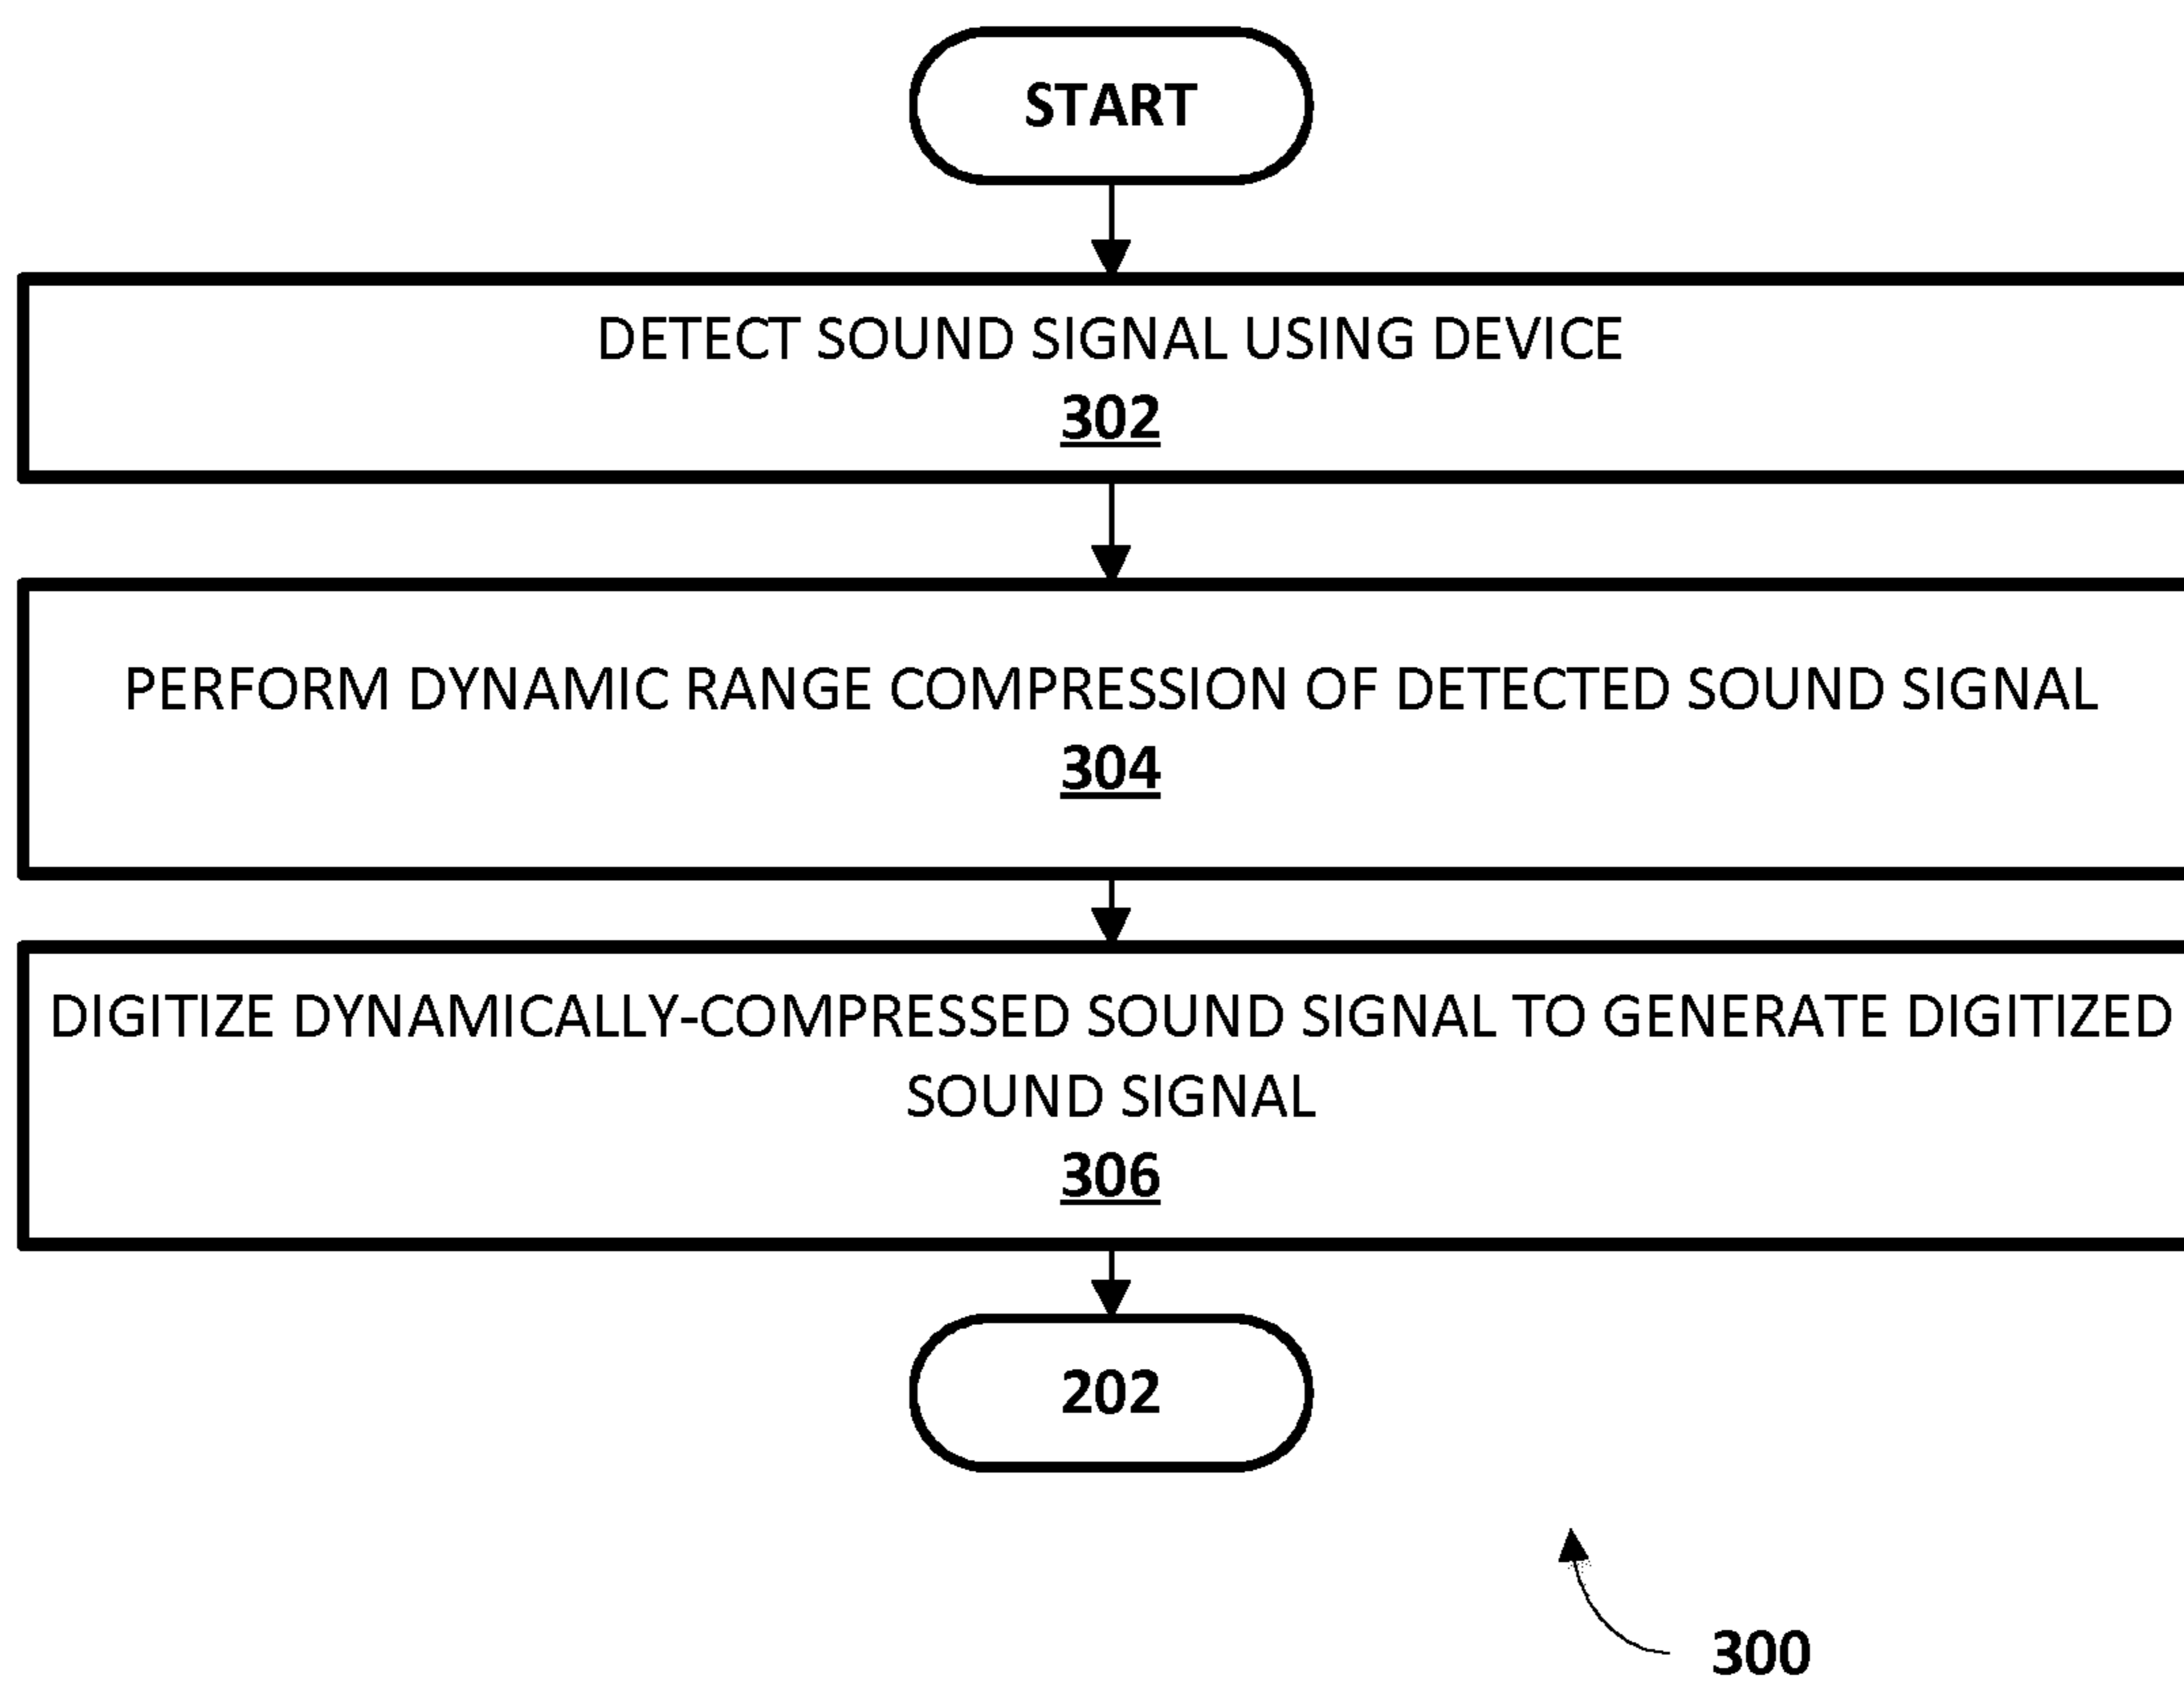 START
DETECT SOUND SIGNAL USING DEVICE
302
PERFORM DYNAMIC RANGE COMPRESSION OF DETECTED SOUND SIGNAL
304
DIGITIZE DYNAMICALLY-COMPRESSED SOUND SIGNAL TO GENERATE DIGITIZED
SOUND SIGNAL
306
202
300